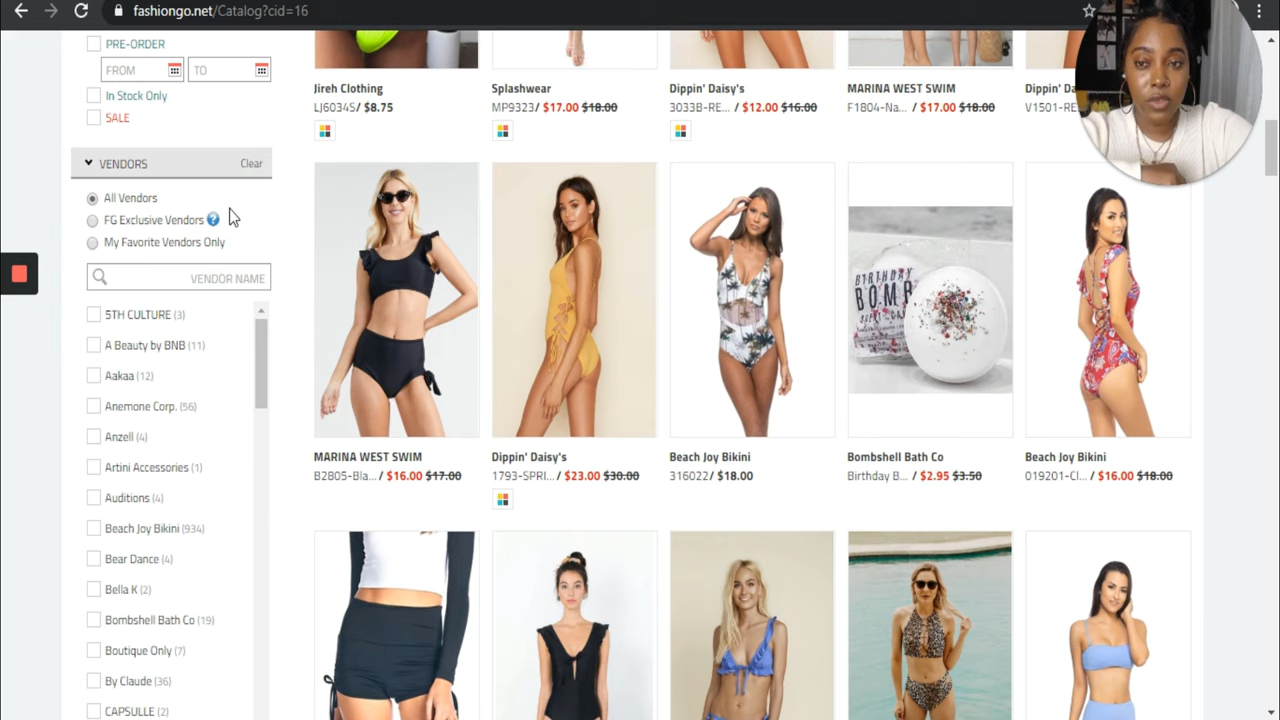 fashiongo.net/Catalog?cid=16
PRE-ORDER
FROM TO
In Stock Only
SALE
VENDORS Clear
All Vendors
FG Exclusive Vendors ?
My Favorite Vendors Only
VENDOR NAME
5TH CULTURE (3)
A Beauty by BNB (11)
Aakaa (12)
Anemone Corp. (56)
Anzell (4)
Artini Accessories (1)
Auditions (4)
Beach Joy Bikini (934)
Bear Dance (4)
Bella K (2)
Bombshell Bath Co (19)
Boutique Only (7)
By Claude (36)
CAPSULLE (2)
Jireh Clothing
LJ6034S/ $8.75
Splashwear
MP9323/ $17.00 $18.00
Dippin' Daisy's
3033B-RE... / $12.00 $16.00
MARINA WEST SWIM
F1804-Na... / $17.00 $18.00
Dippin' Da
V1501-RE
BIRTHDAY
BOMB
MARINA WEST SWIM
B2805-Bla... / $16.00 $17.00
Dippin' Daisy's
1793-SPRI... / $23.00 $30.00
Beach Joy Bikini
316022/ $18.00
Bombshell Bath Co
Birthday B... / $2.95 $3.50
Beach Joy Bikini
019201-Cl... / $16.00 $18.00